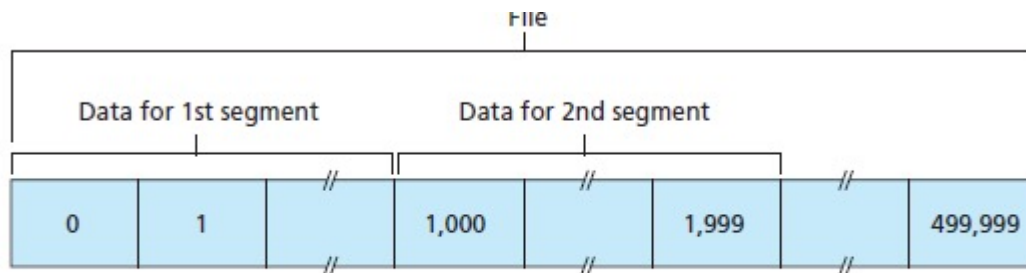 File
Data for 1st segment Data for 2nd segment
0 1 1,000 1,999 499,999